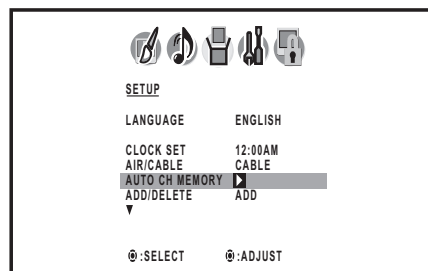 SETUP
LANGUAGE ENGLISH
CLOCK SET 12:00AM
AIR/CABLE CABLE
AUTO CH MEMORY
ADD/DELETE ADD
:SELECT :ADJUST